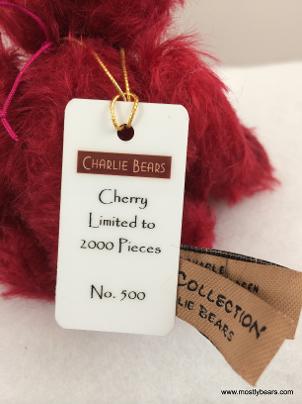 CHARLIE BEARS
Cherry
Limited to
2000 Pieces
No. 500
COLLECTION
LIE BEARS
www.mostlybears.com